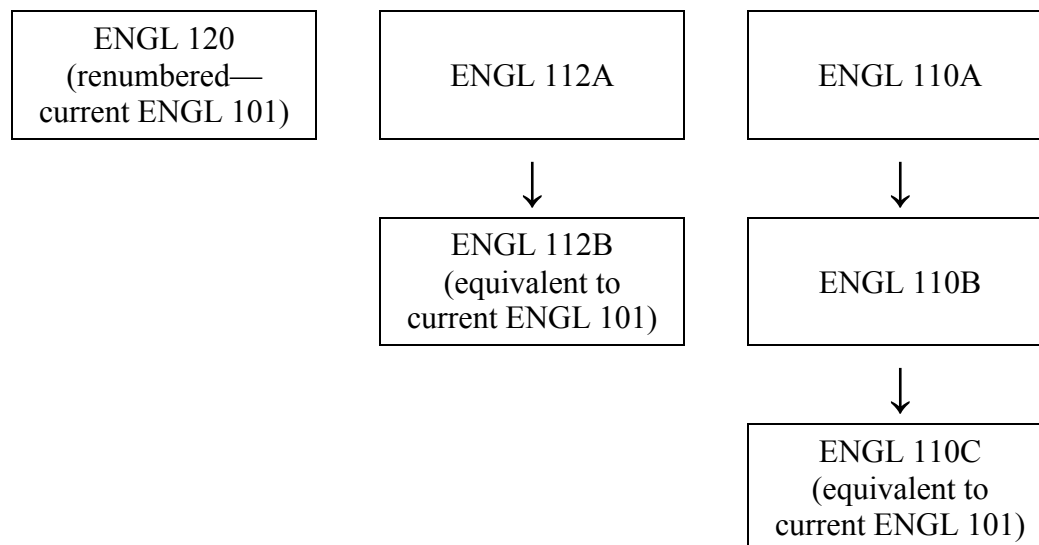 ENGL 120
(renumbered—
current ENGL 101)
ENGL 112A
ENGL 110A
↓
↓
ENGL 112B
(equivalent to
current ENGL 101)
ENGL 110B
↓
ENGL 110C
(equivalent to
current ENGL 101)